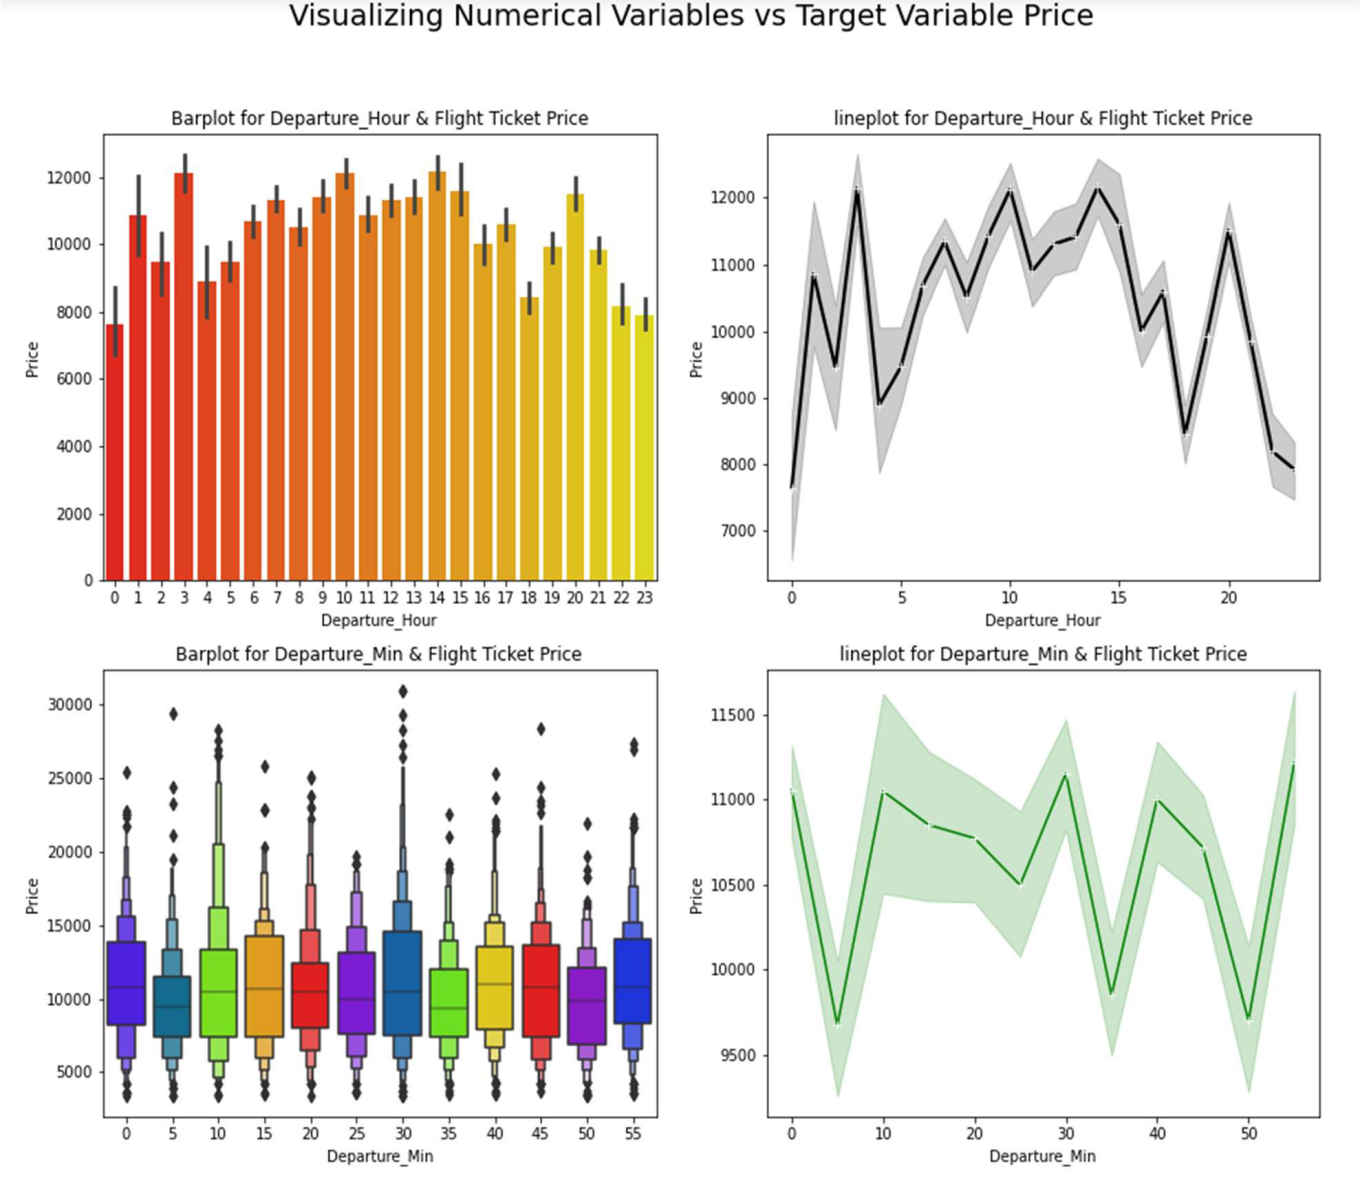 Visualizing Numerical Variables vs Target Variable Price
Barplot for Departure_Hour & Flight Ticket Price
12000
10000
8000
6000
4000
2000
0
Price
0 1 2 3 4 5 6 7 8 9 10 11 12 13 14 15 16 17 18 19 20 21 22 23
Departure_Hour
lineplot for Departure_Hour & Flight Ticket Price
12000
11000
10000
9000
8000
7000
Price
0 5 10 15 20
Departure_Hour
Barplot for Departure_Min & Flight Ticket Price
30000
25000
20000
15000
10000
5000
Price
0 5 10 15 20 25 30 35 40 45 50 55
Departure_Min
lineplot for Departure_Min & Flight Ticket Price
11500
11000
10500
10000
9500
Price
0 10 20 30 40 50
Departure_Min